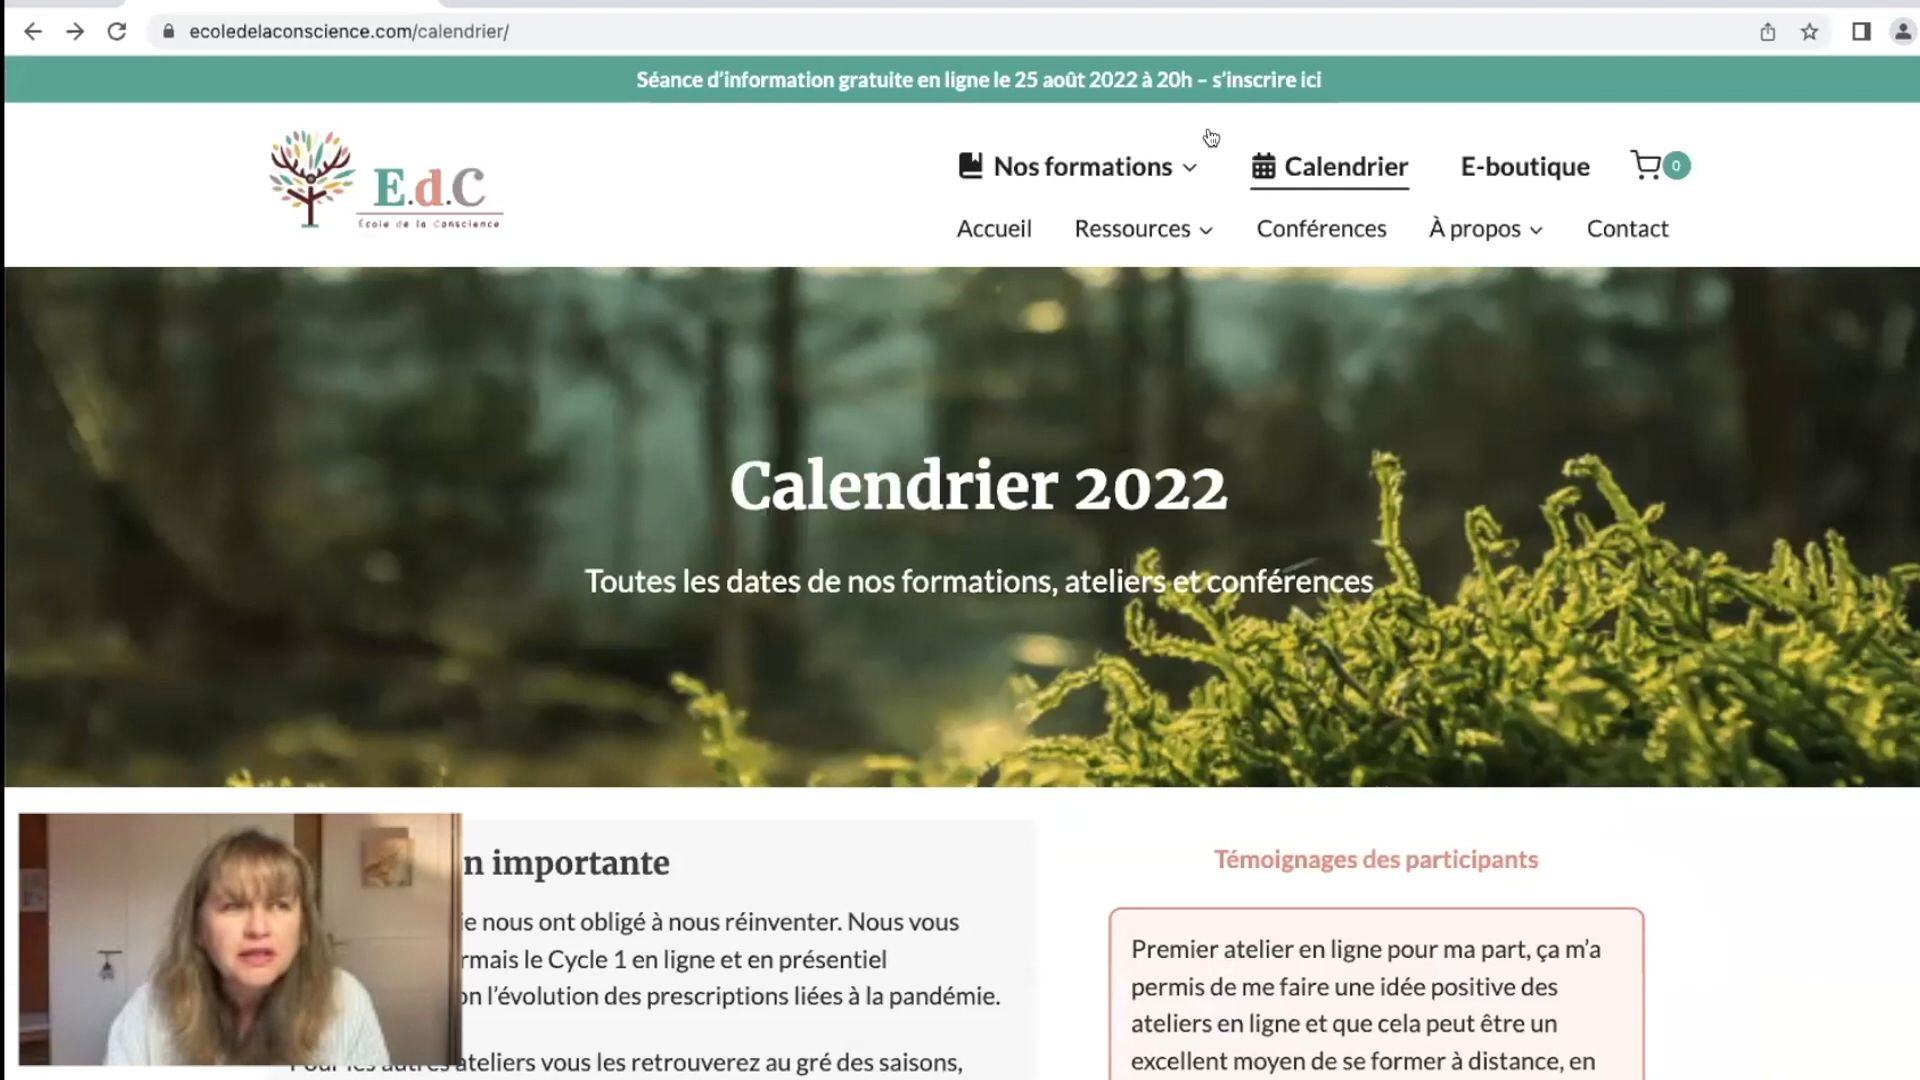 ecoledelaconscience.com/calendrier/
Séance d’information gratuite en ligne le 25 août 2022 à 20h – s’inscrire ici
E.d.C
École de la Conscience
Nos formations
Calendrier
E-boutique
0
Accueil
Ressources
Conférences
À propos
Contact
Calendrier 2022
Toutes les dates de nos formations, ateliers et conférences
n importante
ie nous ont obligé à nous réinventer. Nous vous
rmais le Cycle 1 en ligne et en présentiel
on l’évolution des prescriptions liées à la pandémie.
Pour les autres ateliers vous les retrouverez au gré des saisons,
Témoignages des participants
Premier atelier en ligne pour ma part, ça m’a
permis de me faire une idée positive des
ateliers en ligne et que cela peut être un
excellent moyen de se former à distance, en